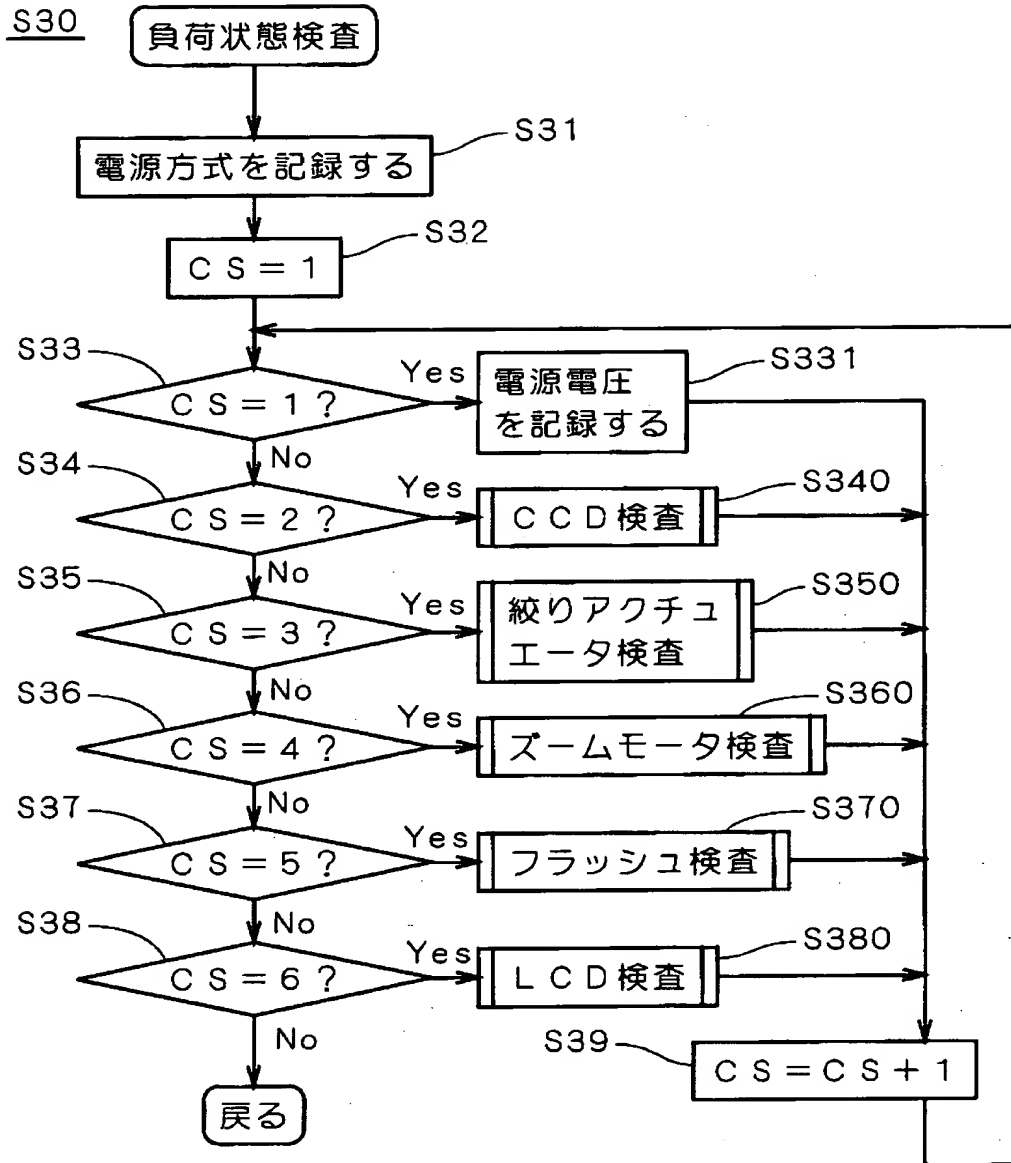 S30
負荷状態検査
S31
電源方式を記録する
S32
CS=1
S33
CS=1?
Yes
電源電圧
を記録する
S331
No
S34
CS=2?
Yes
CCD検査
S340
No
S35
CS=3?
Yes
絞りアクチュ
エータ検査
S350
No
S36
CS=4?
Yes
ズームモータ検査
S360
No
S37
CS=5?
Yes
フラッシュ検査
S370
No
S38
CS=6?
Yes
LCD検査
S380
No
S39
CS=CS+1
戻る